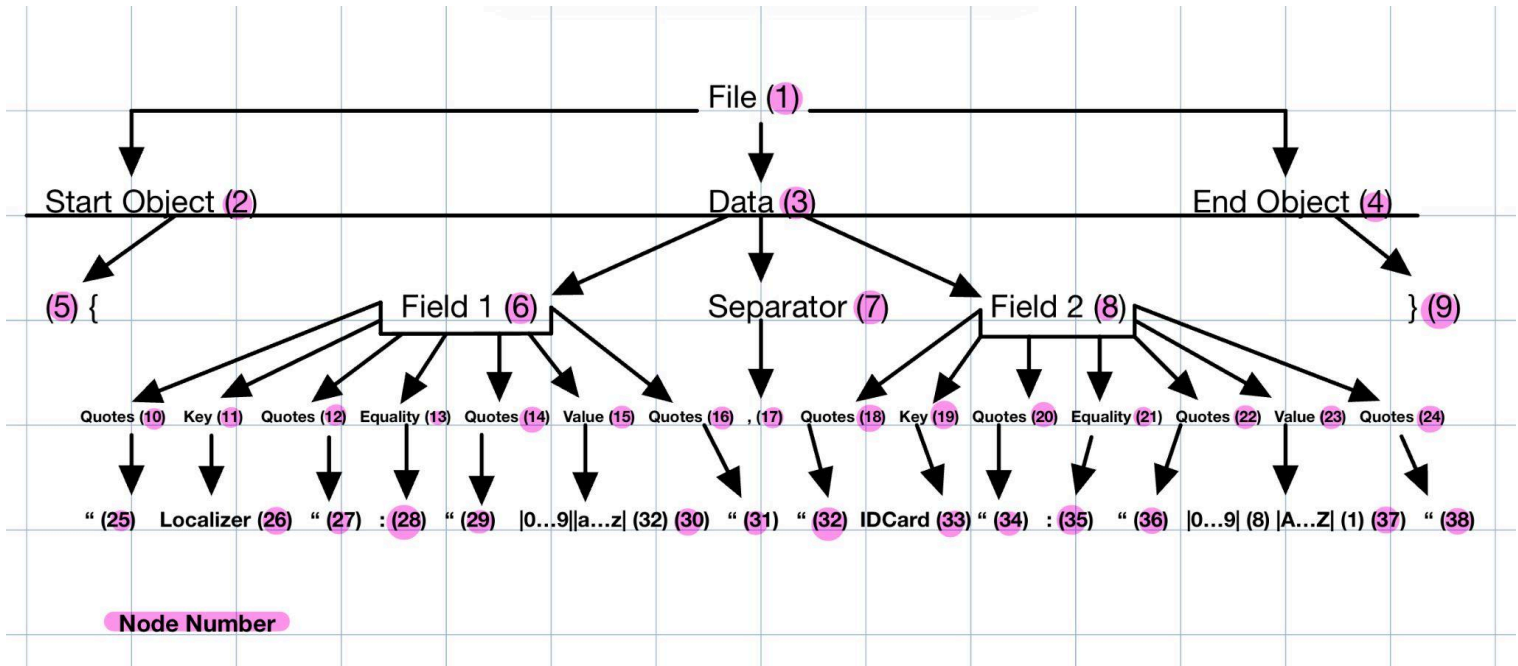 File (1)
Start Object (2) Data (3) End Object (4)
(5) { Field 1 (6) Separator (7) Field 2 (8) } (9)
Quotes (10) Key (11) Quotes (12) Equality (13) Quotes (14) Value (15) Quotes (16) , (17) Quotes (18) Key (19) Quotes (20) Equality (21) Quotes (22) Value (23) Quotes (24)
“ (25) Localizer (26) “ (27) : (28) “ (29) |0...9||a...z| (32) (30) “ (31) “ (32) IDCard (33) “ (34) : (35) “ (36) |0...9| (8) |A...Z| (1) (37) “ (38)
Node Number